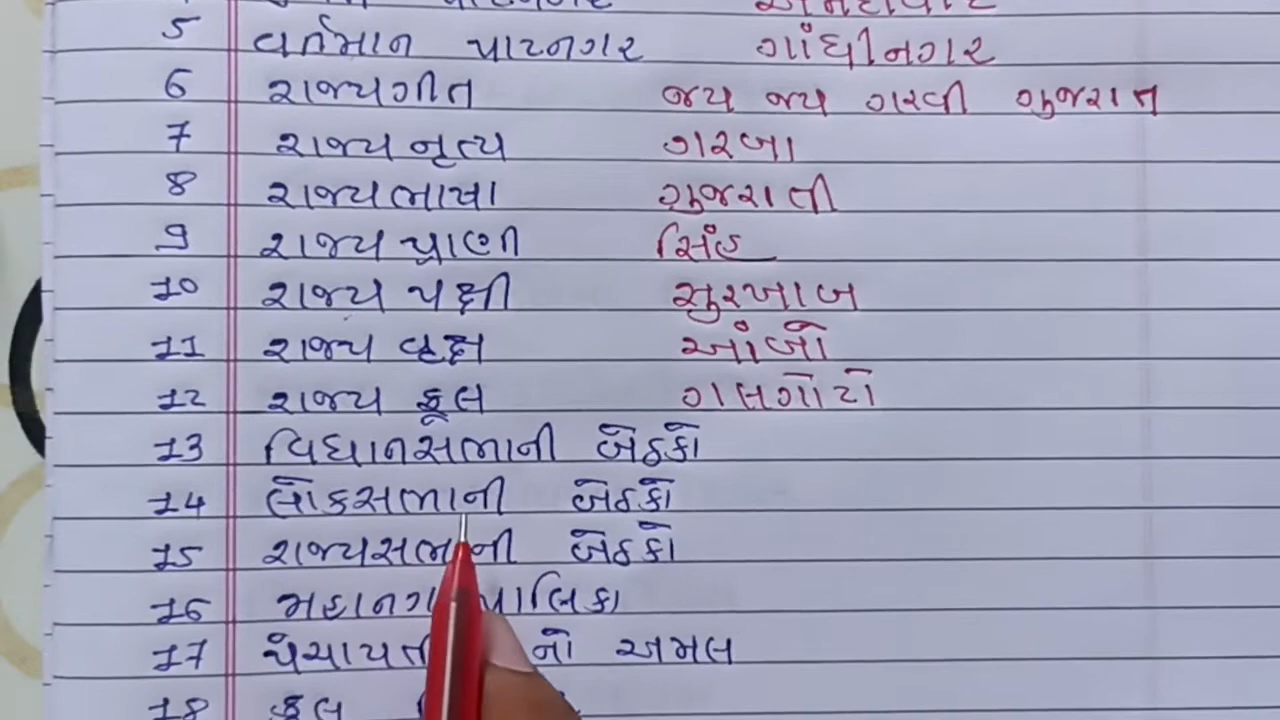 5 વર્તમાન પાટનગર ગાંધીનગર
6 રાજ્યગીત જય જય ગરવી ગુજરાત
7 રાજ્ય નૃત્ય ગરબા
8 રાજ્યભાષા ગુજરાતી
9 રાજ્ય પ્રાણી સિંહ
10 રાજ્ય પક્ષી સુરખાબ
11 રાજ્ય વૃક્ષ આંબો
12 રાજ્ય ફૂલ ગલગોટો
13 વિધાનસભાની બેઠકો
14 લોકસભાની બેઠકો
15 રાજ્યસભાની બેઠકો
16 મહાનગ પાલિકા
17 પંચાયતી નો અમલ
18 કુલ